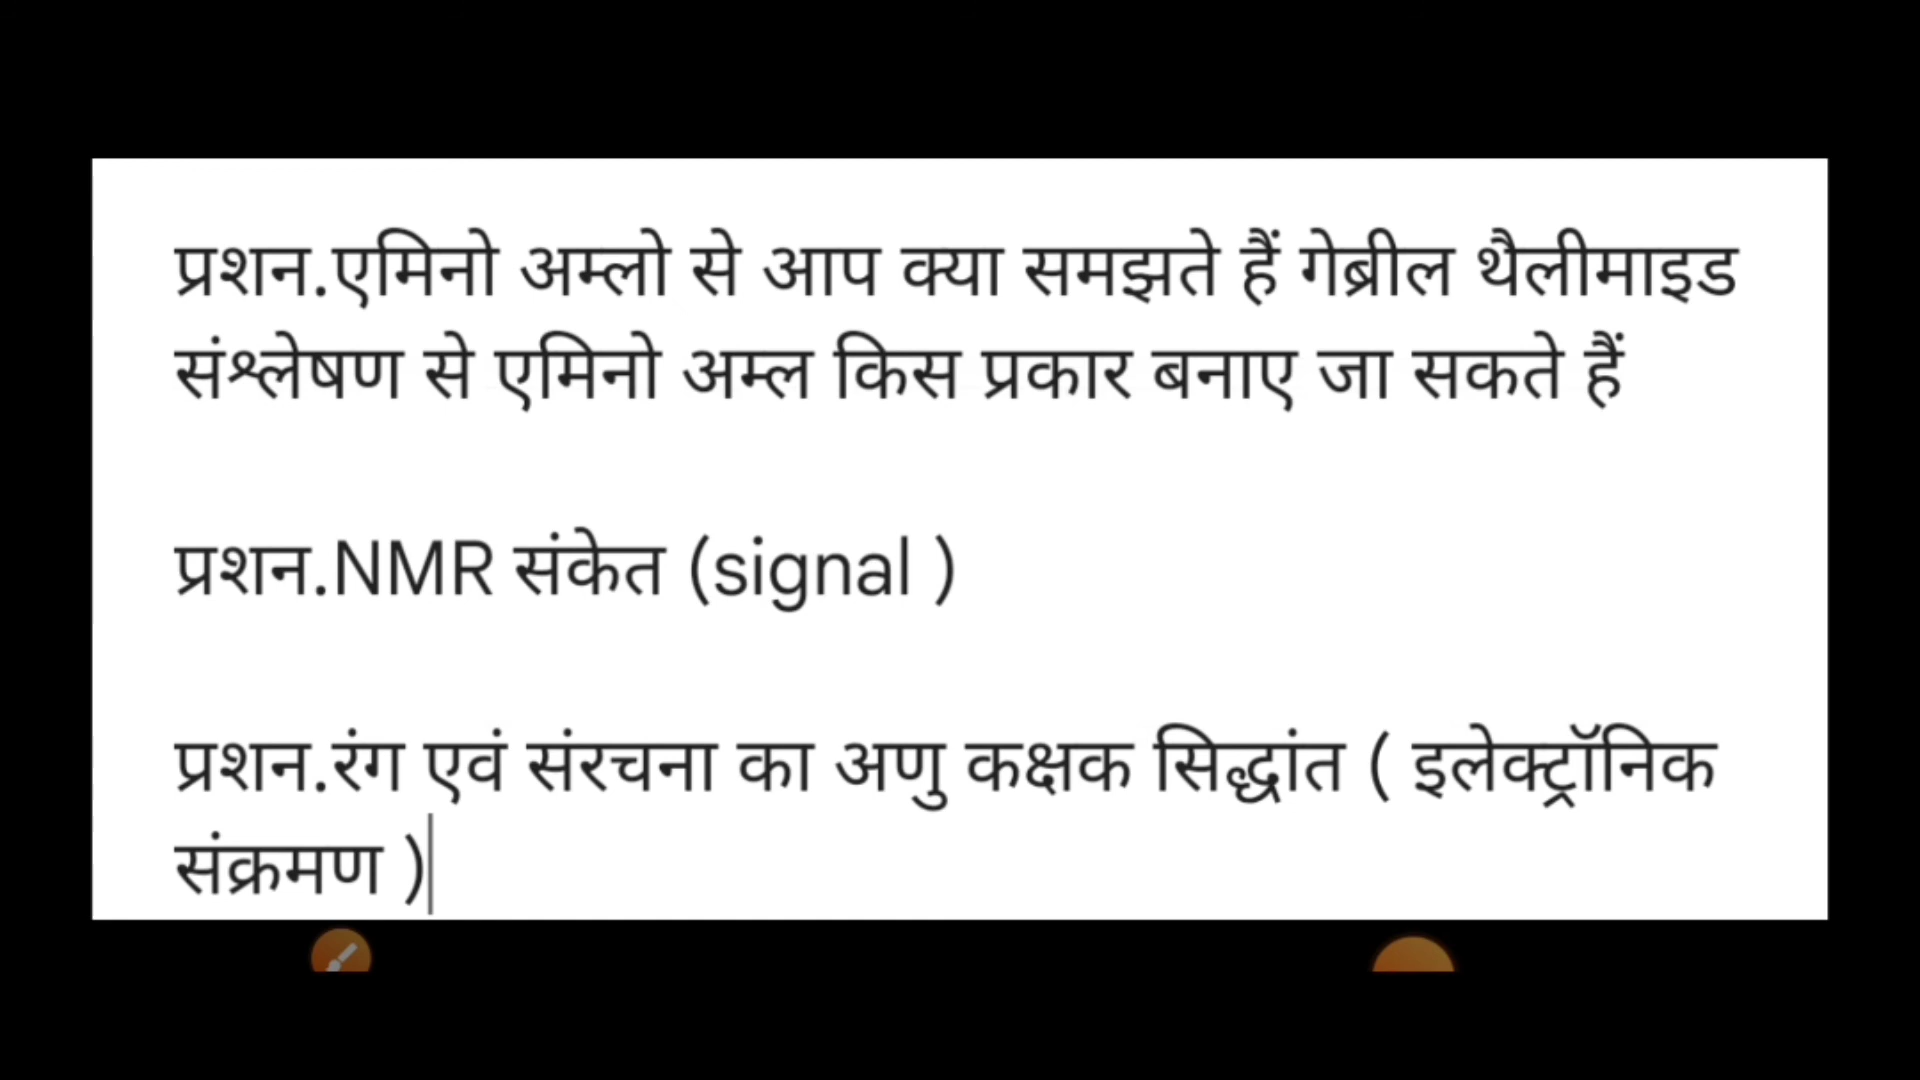 प्रशन.एमिनो अम्लो से आप क्या समझते हैं गेब्रील थैलीमाइड
संश्लेषण से एमिनो अम्ल किस प्रकार बनाए जा सकते हैं
प्रशन.NMR संकेत (signal )
प्रशन.रंग एवं संरचना का अणु कक्षक सिद्धांत ( इलेक्ट्रॉनिक
संक्रमण )